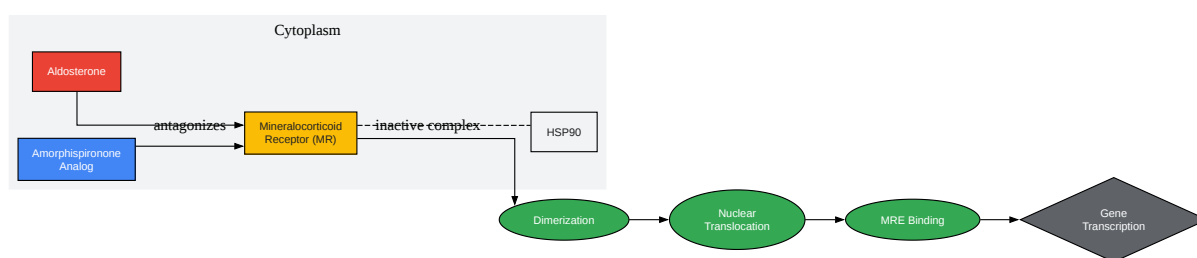 Cytoplasm
Aldosterone
antagonizes
Mineralocorticoid
Receptor (MR)
inactive complex
HSP90
Amorphispironone
Analog
Dimerization
Nuclear
Translocation
MRE Binding
Gene
Transcription